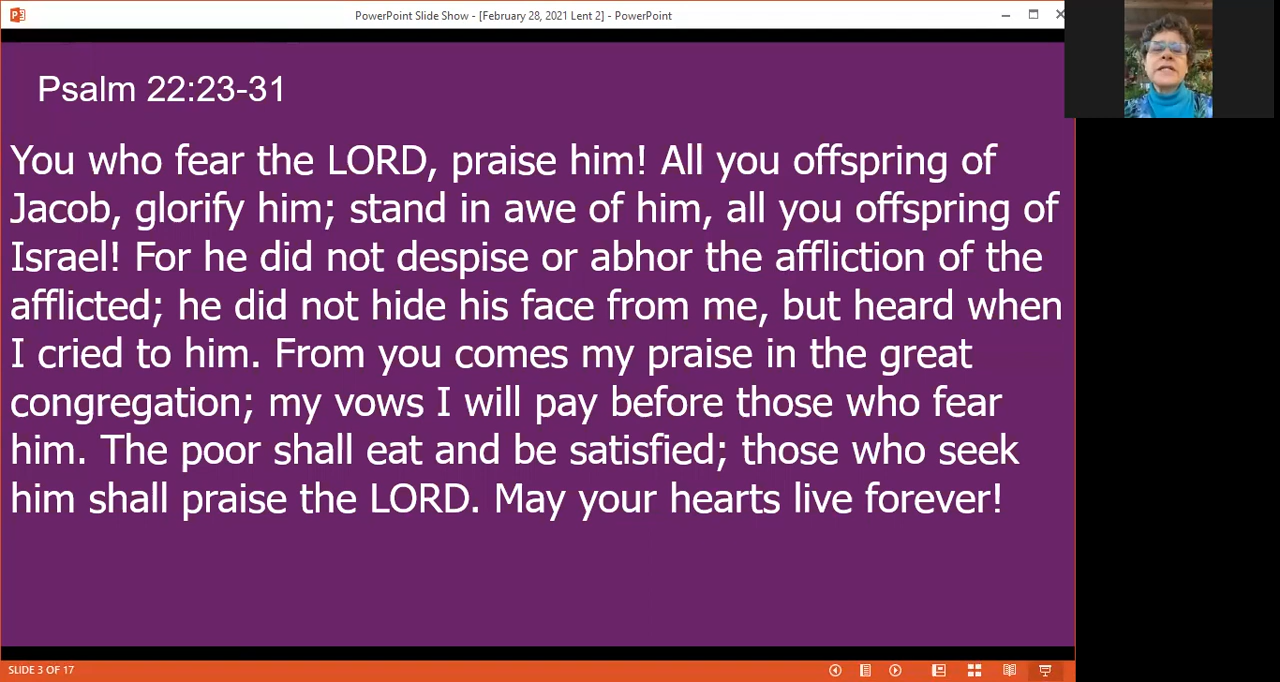 PowerPoint Slide Show - [February 28, 2021 Lent 2] - PowerPoint
Psalm 22:23-31
You who fear the LORD, praise him! All you offspring of
Jacob, glorify him; stand in awe of him, all you offspring of
Israel! For he did not despise or abhor the affliction of the
afflicted; he did not hide his face from me, but heard when
I cried to him. From you comes my praise in the great
congregation; my vows I will pay before those who fear
him. The poor shall eat and be satisfied; those who seek
him shall praise the LORD. May your hearts live forever!
SLIDE 3 OF 17